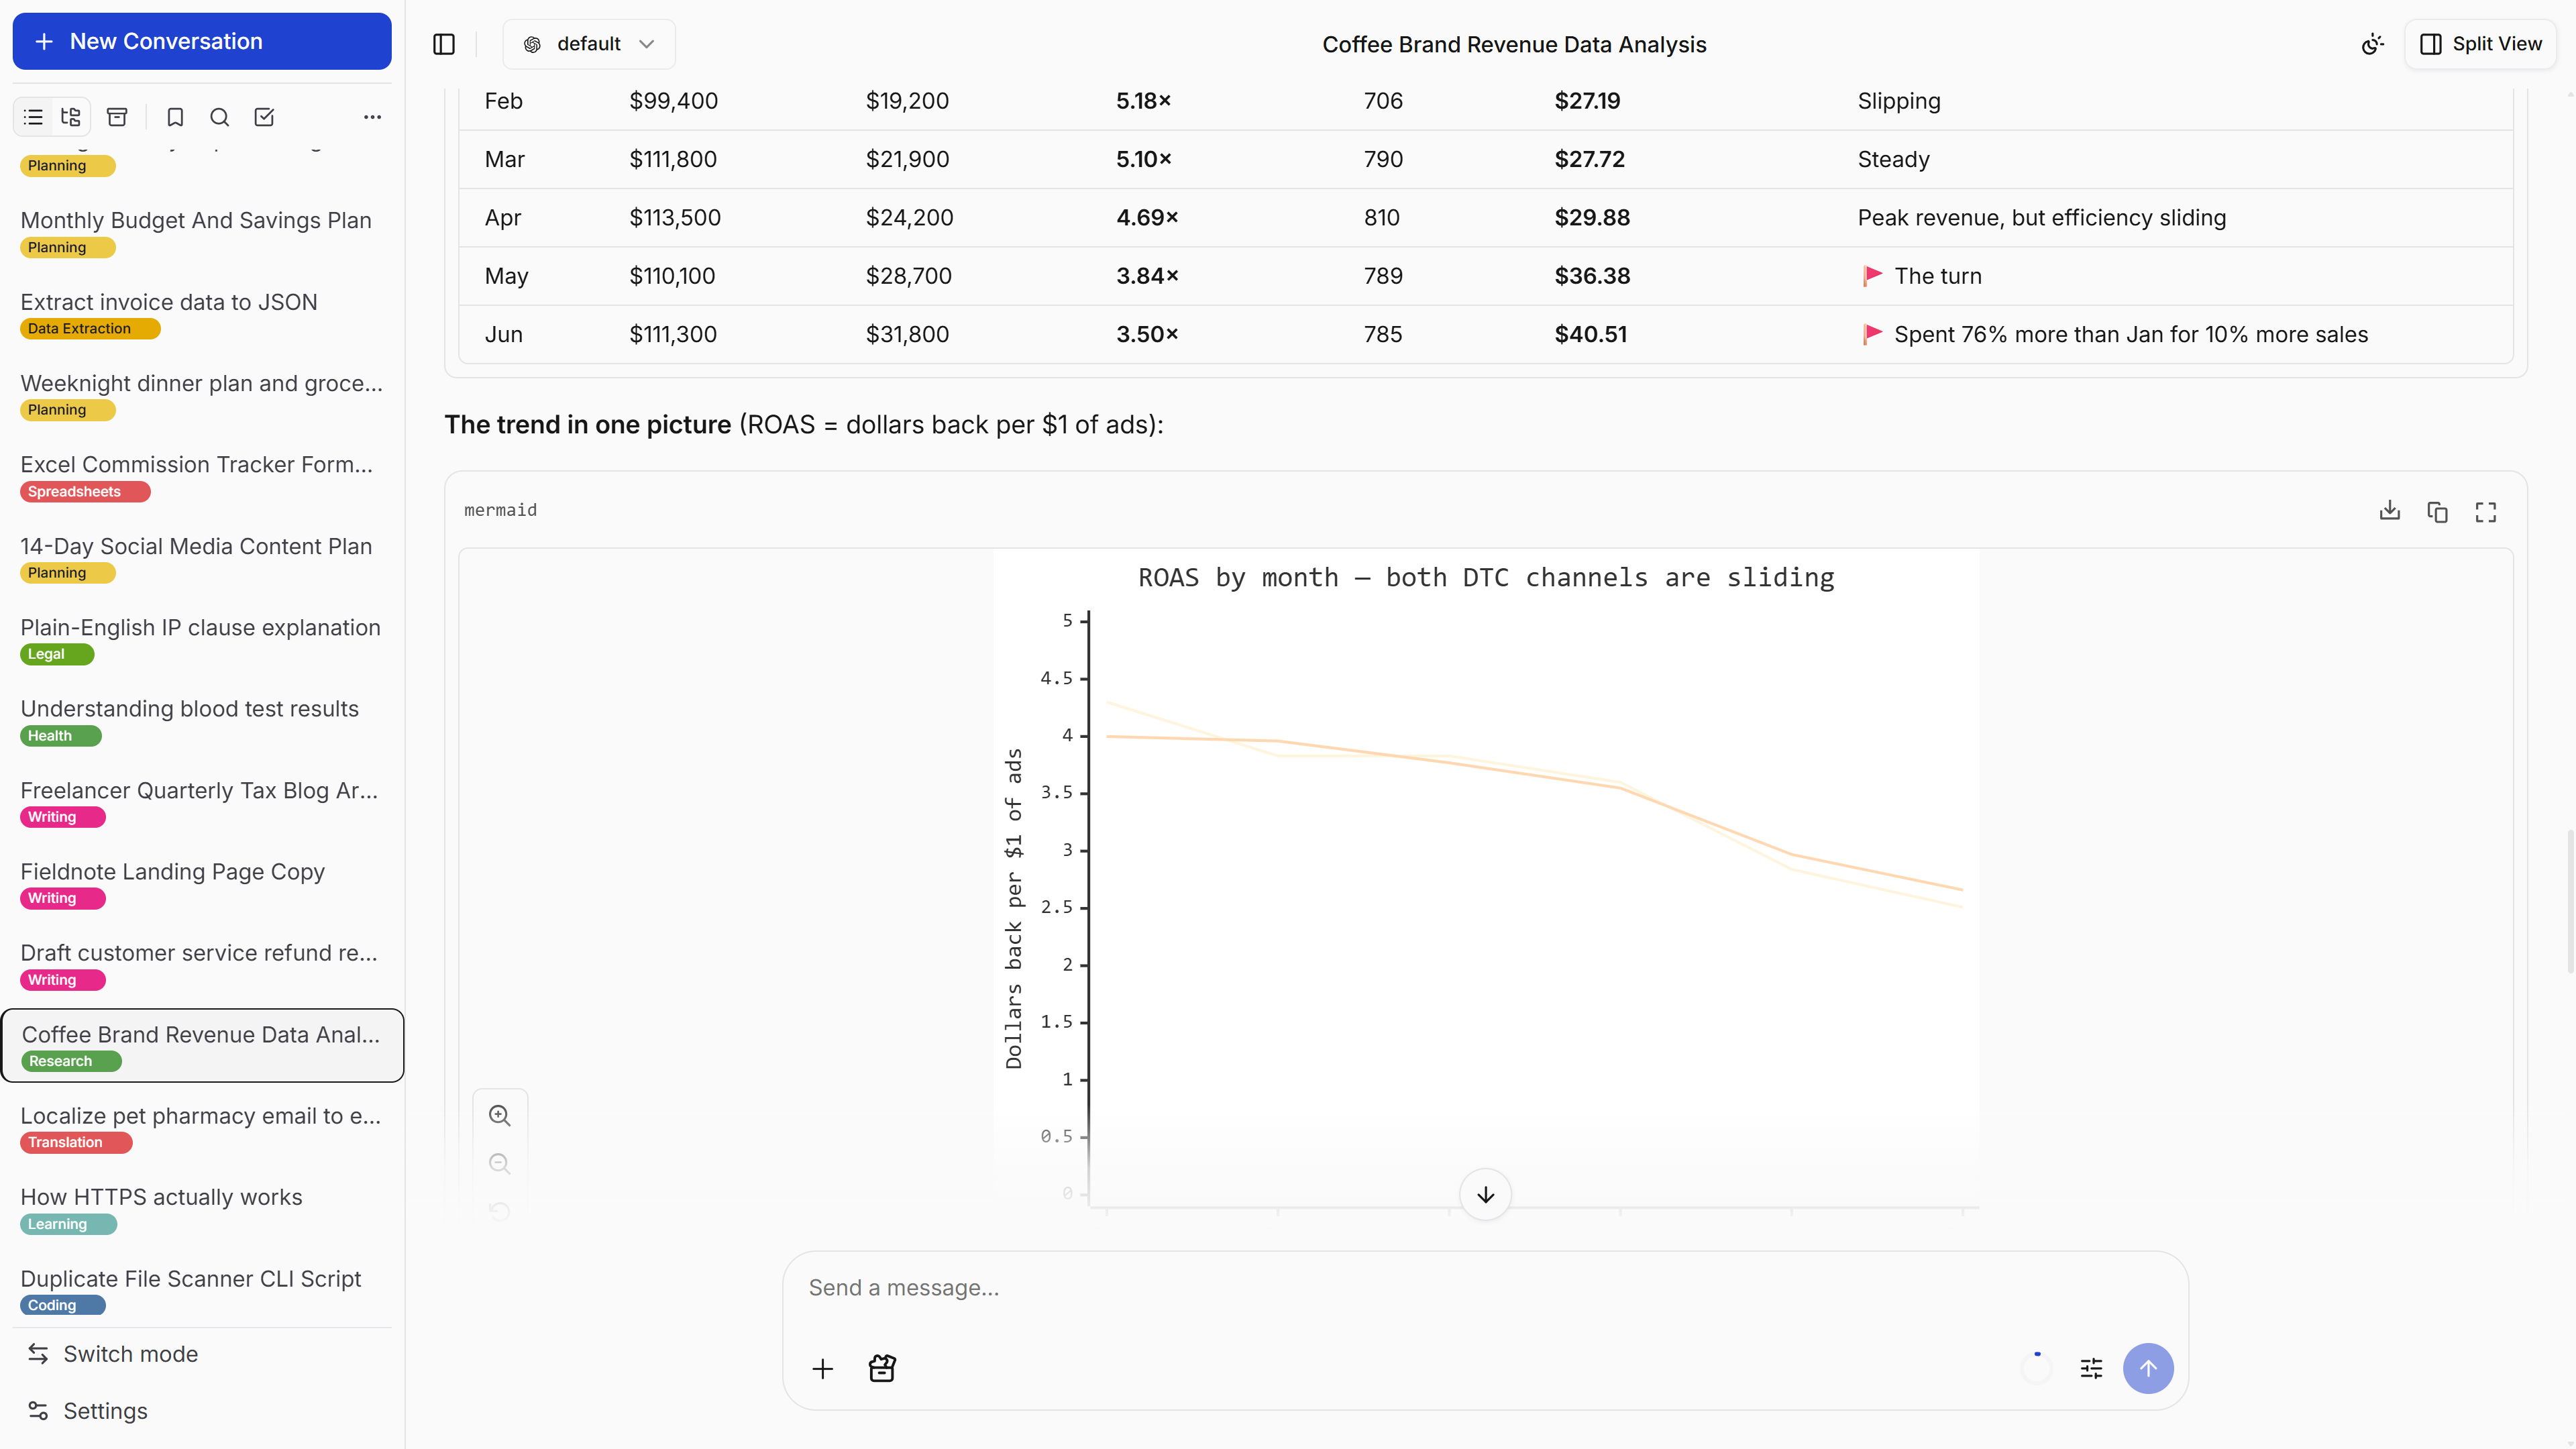 New Conversation
default
Coffee Brand Revenue Data Analysis
Split View
Planning
Monthly Budget And Savings Plan
Planning
Extract invoice data to JSON
Data Extraction
Weeknight dinner plan and groce...
Planning
Excel Commission Tracker Form...
Spreadsheets
14-Day Social Media Content Plan
Planning
Plain-English IP clause explanation
Legal
Understanding blood test results
Health
Freelancer Quarterly Tax Blog Ar...
Writing
Fieldnote Landing Page Copy
Writing
Draft customer service refund re...
Writing
Coffee Brand Revenue Data Anal...
Research
Localize pet pharmacy email to e...
Translation
How HTTPS actually works
Learning
Duplicate File Scanner CLI Script
Coding
Switch mode
Settings
Feb $99,400 $19,200 5.18× 706 $27.19 Slipping
Mar $111,800 $21,900 5.10× 790 $27.72 Steady
Apr $113,500 $24,200 4.69× 810 $29.88 Peak revenue, but efficiency sliding
May $110,100 $28,700 3.84× 789 $36.38 🚩 The turn
Jun $111,300 $31,800 3.50× 785 $40.51 🚩 Spent 76% more than Jan for 10% more sales
The trend in one picture (ROAS = dollars back per $1 of ads):
mermaid
ROAS by month — both DTC channels are sliding
Dollars back per $1 of ads
5
4.5
4
3.5
3
2.5
2
1.5
1
0.5
0
Send a message...